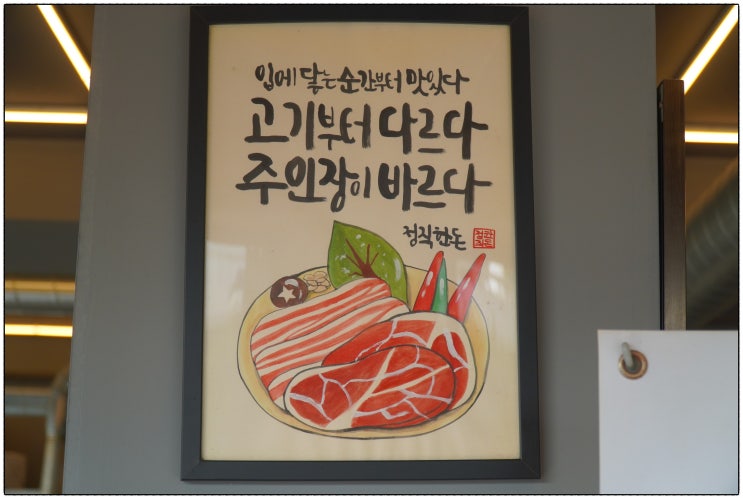 입에 닿는 순간부터 맛있다
고기부터 다르다
주인장이 바르다
정직한돈